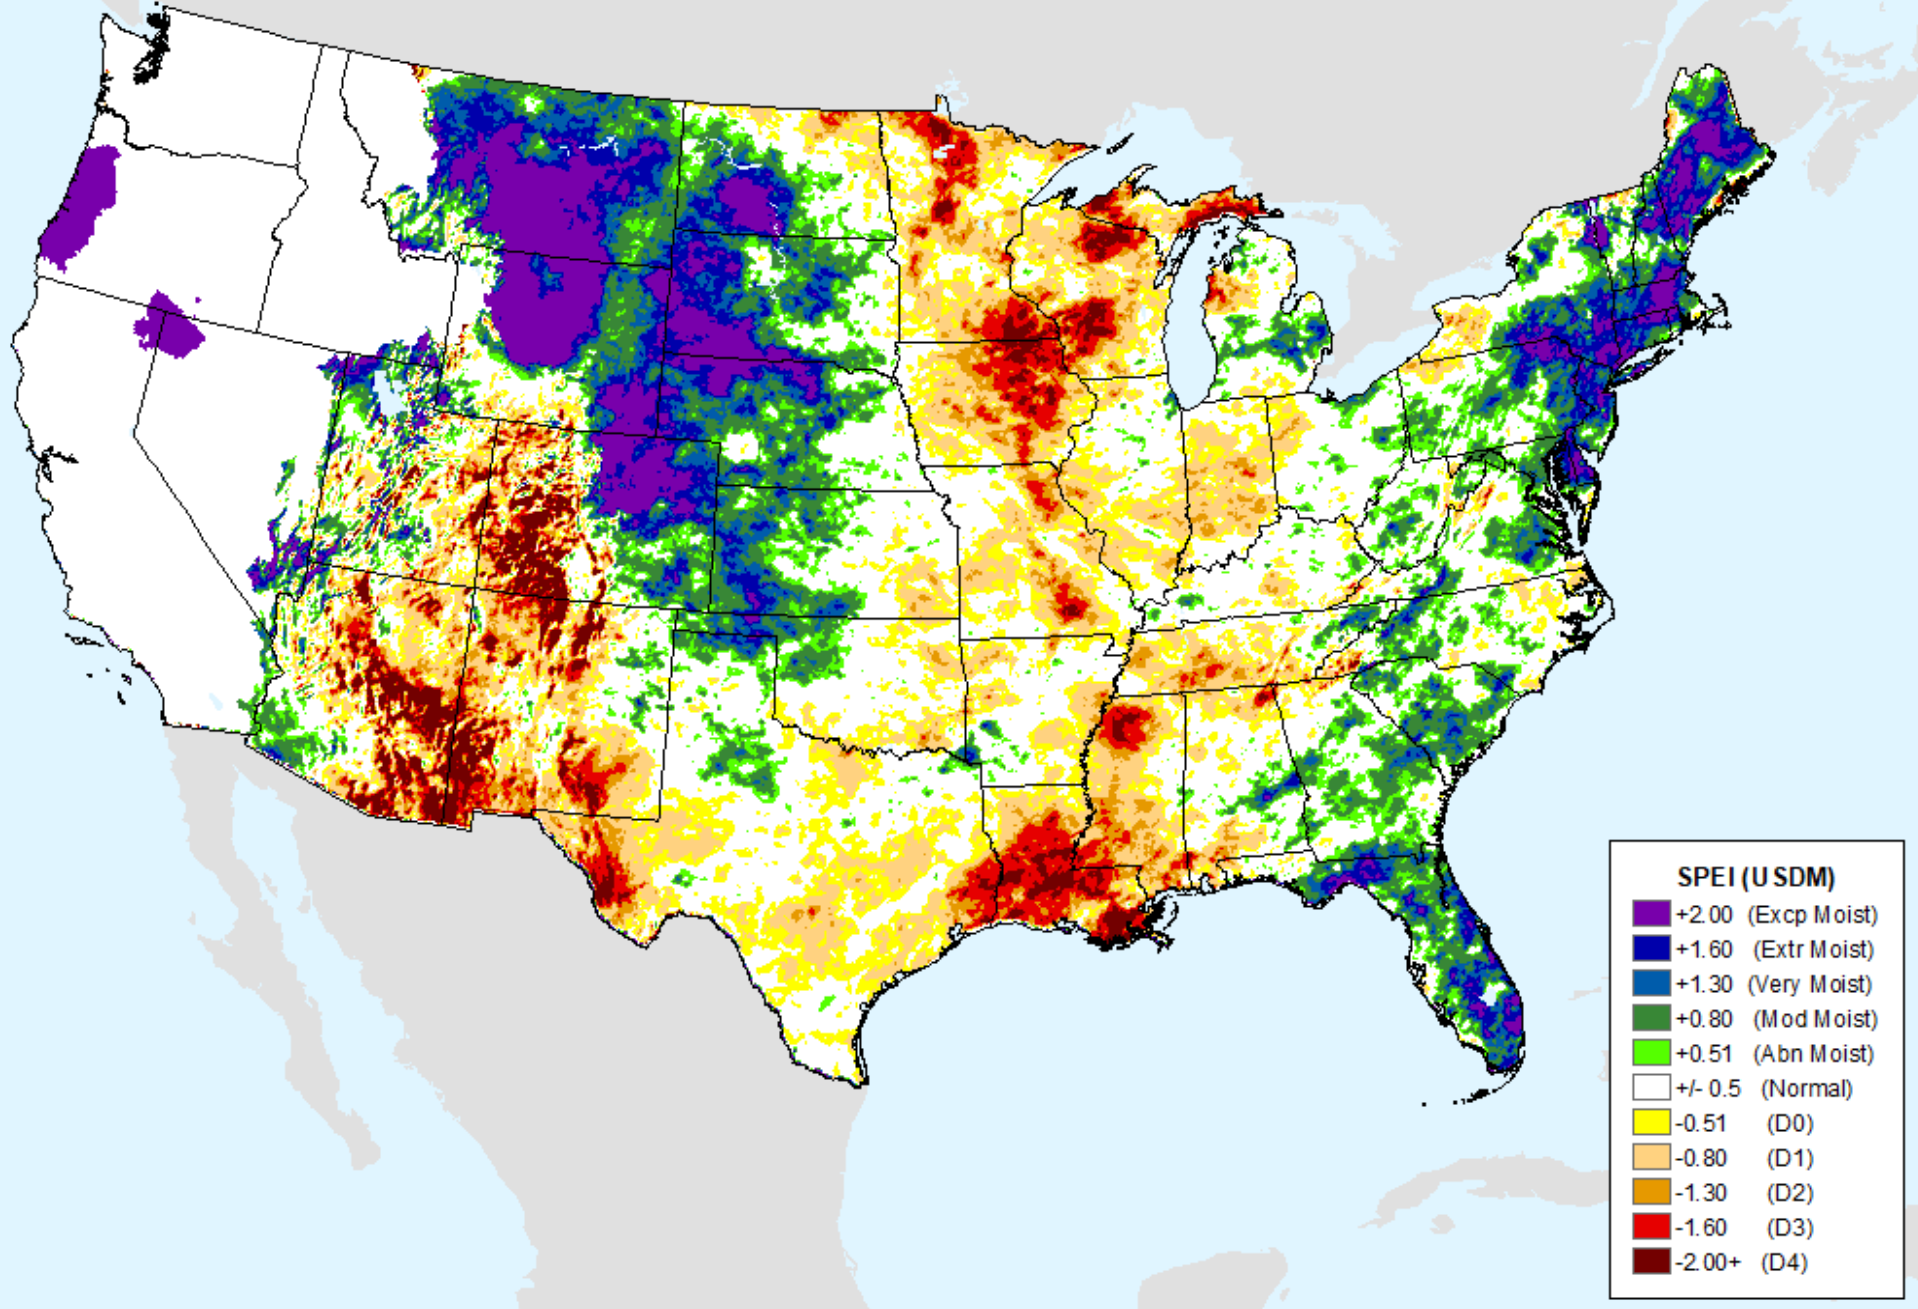 SPEI (USDM)
+2.00 (Excp Moist)
+1.60 (Extr Moist)
+1.30 (Very Moist)
+0.80 (Mod Moist)
+0.51 (Abn Moist)
+/- 0.5 (Normal)
-0.51 (D0)
-0.80 (D1)
-1.30 (D2)
-1.60 (D3)
-2.00+ (D4)